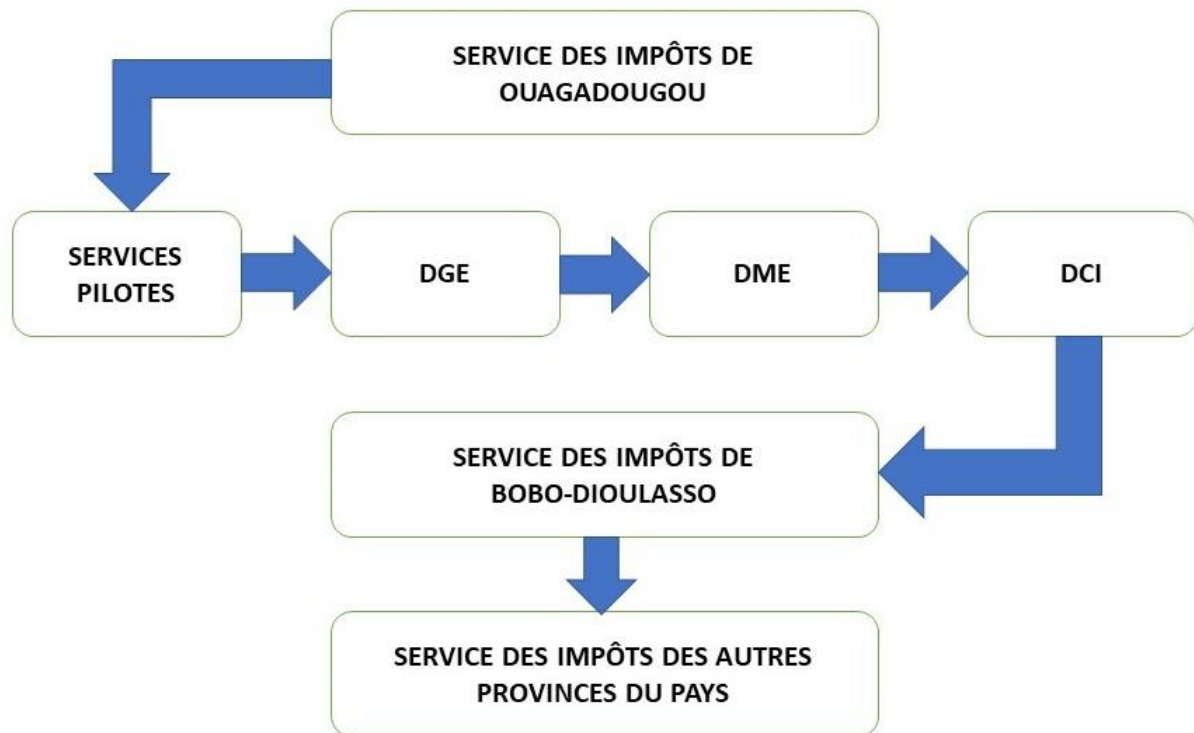 SERVICE DES IMPÔTS DE
OUAGADOUGOU
SERVICES
PILOTES
DGE
DME
DCI
SERVICE DES IMPÔTS DE
BOBO-DIOULASSO
SERVICE DES IMPÔTS DES AUTRES
PROVINCES DU PAYS